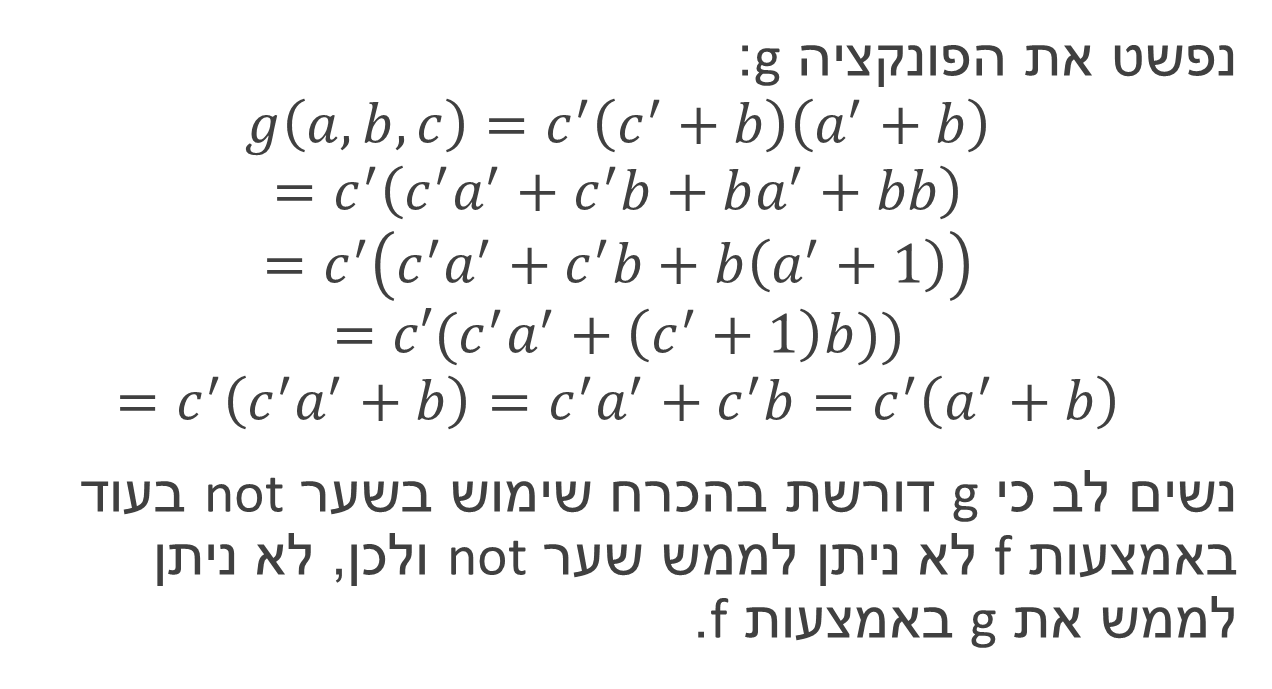 נפשט את הפונקציה g:
g(a, b, c) = c′(c′ + b)(a′ + b)
= c′(c′a′ + c′b + ba′ + bb)
= c′(c′a′ + c′b + b(a′ + 1))
= c′(c′a′ + (c′ + 1)b))
= c′(c′a′ + b) = c′a′ + c′b = c′(a′ + b)
נשים לב כי g דורשת בהכרח שימוש בשער not בעוד
באמצעות f לא ניתן לממש שער not ולכן, לא ניתן
לממש את g באמצעות f.